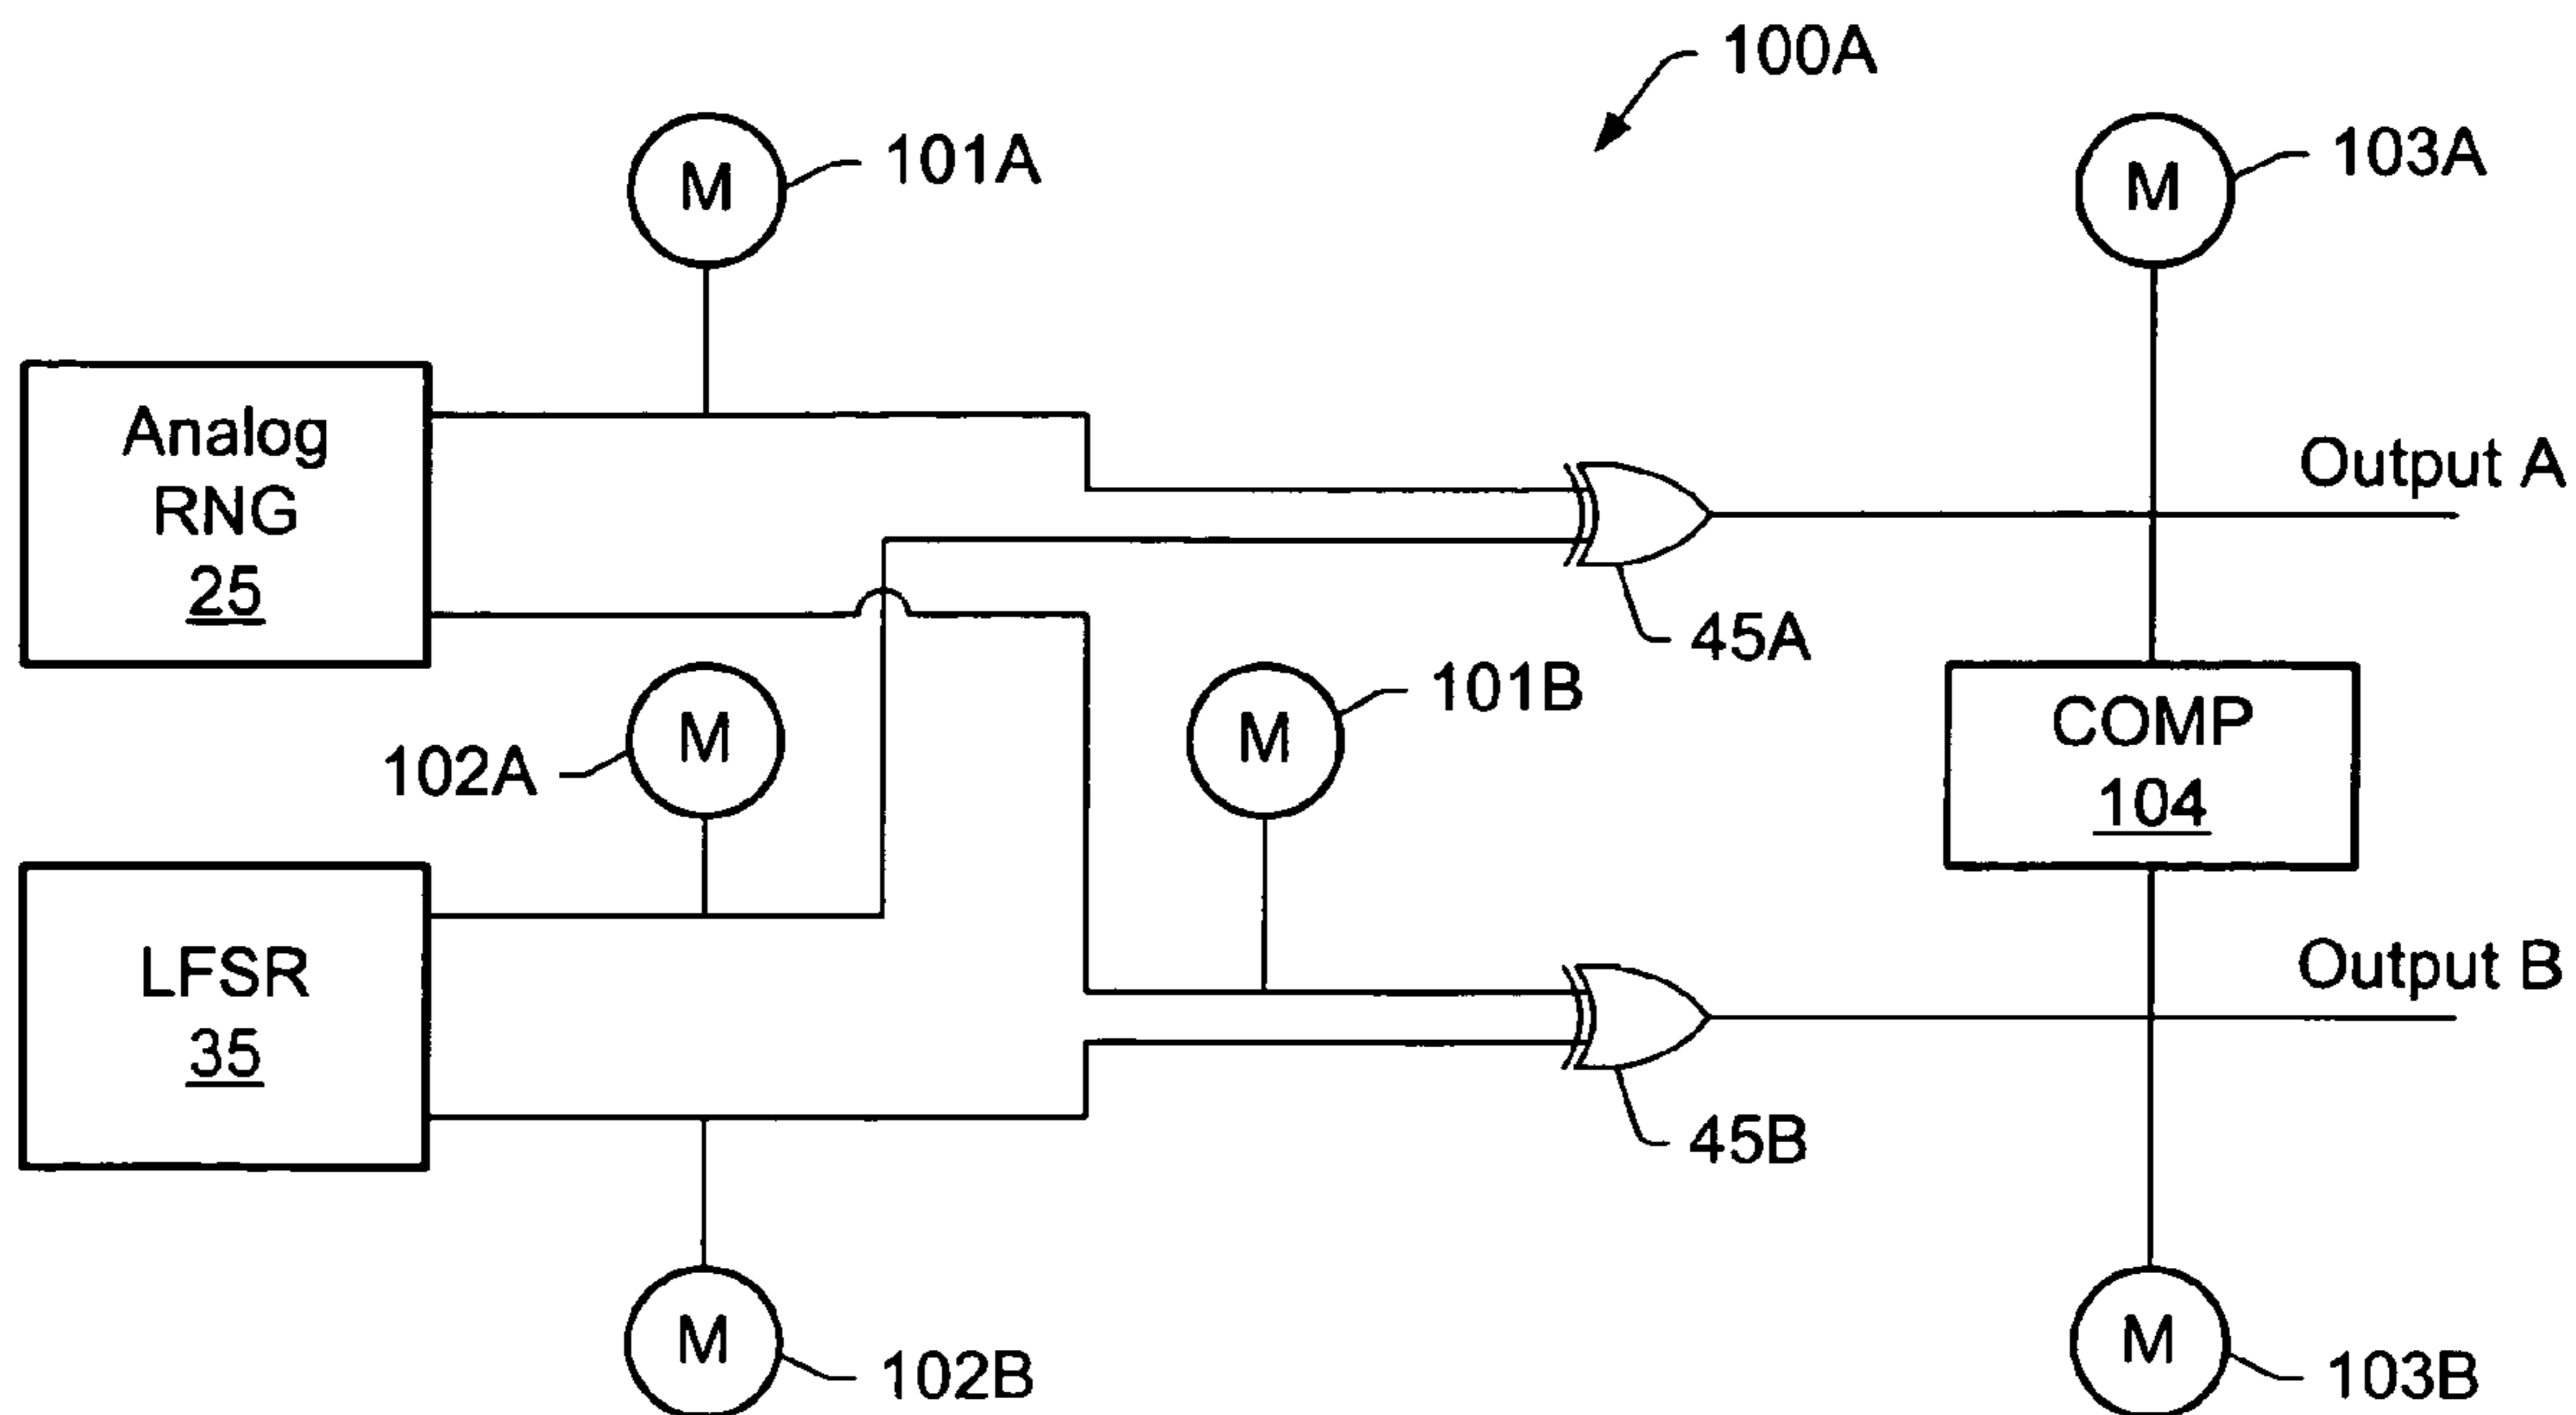 100A
M
101A
M
103A
Analog
RNG
25
Output A
45A
M
102A
M
101B
COMP
104
LFSR
35
Output B
45B
M
102B
M
103B